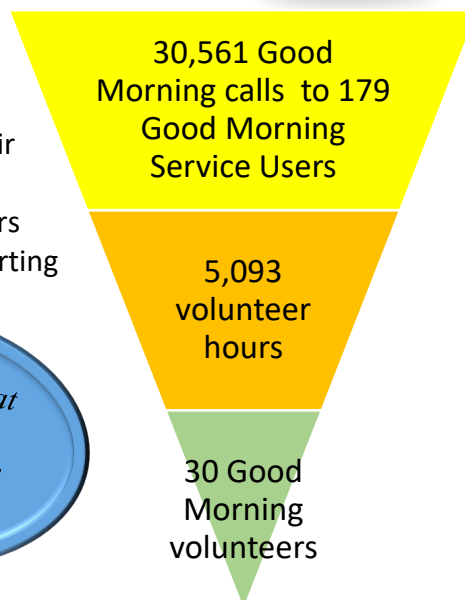 30,561 Good
Morning calls to 179
Good Morning
Service Users
5,093
volunteer
hours
30 Good
Morning
volunteers